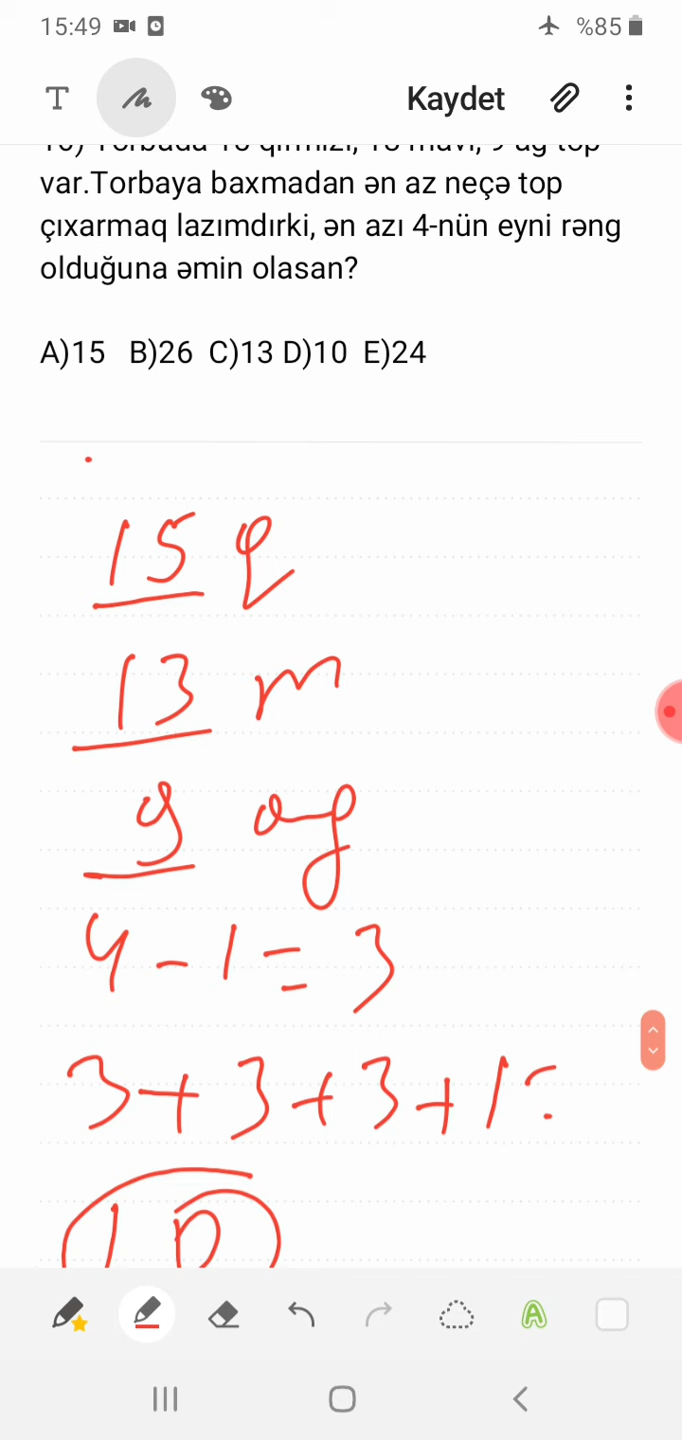 15:49 %85
Kaydet
var.Torbaya baxmadan ən az neçə top
çıxarmaq lazımdırki, ən azı 4-nün eyni rəng
olduğuna əmin olasan?
A)15 B)26 C)13 D)10 E)24
15 q
13 m
9 ag
4-1=3
3+3+3+1=
10